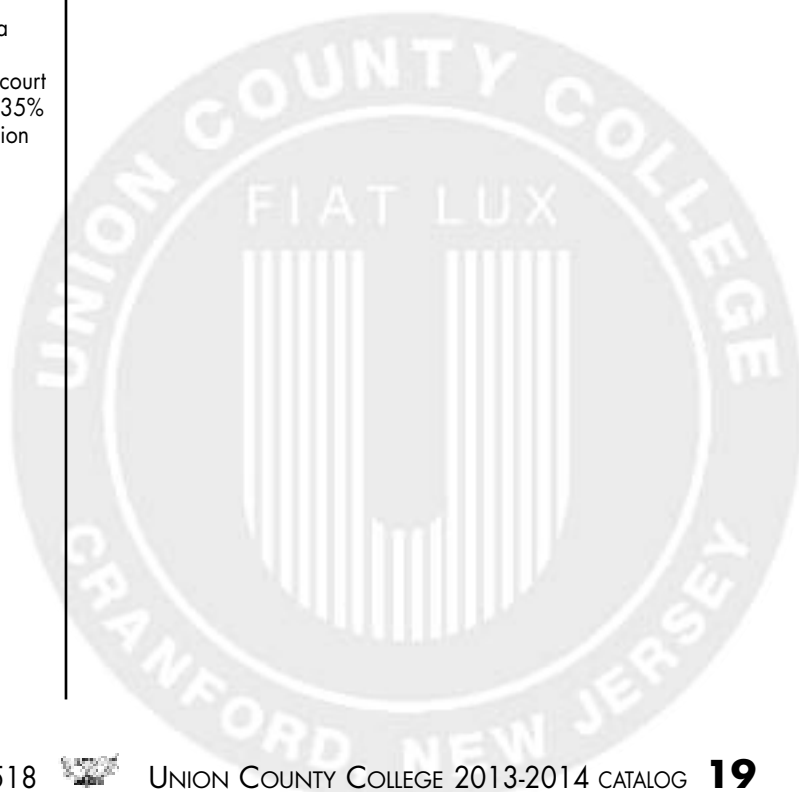 a
court
35%
ion
UNION COUNTY COLLEGE
FIAT LUX
CRANFORD NEW JERSEY
518 UNION COUNTY COLLEGE 2013-2014 CATALOG 19